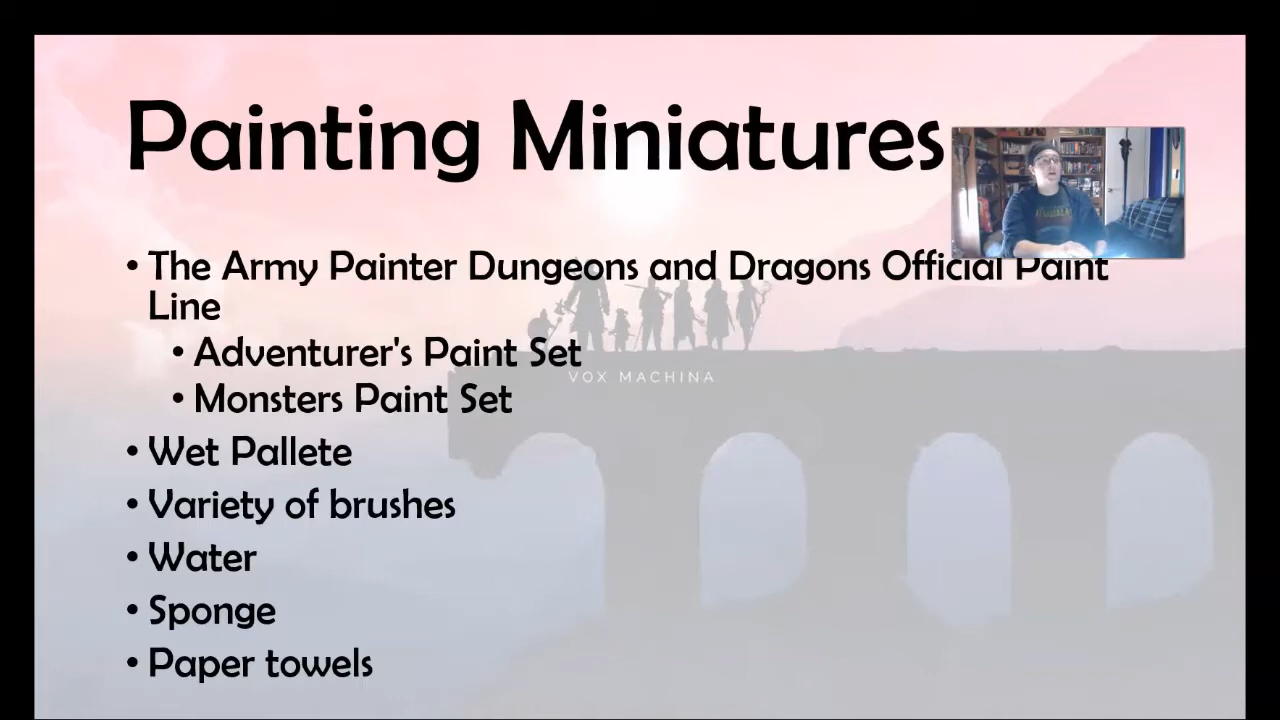 Painting Miniatures
• The Army Painter Dungeons and Dragons Official Paint
Line
• Adventurer's Paint Set
• Monsters Paint Set
VOX MACHINA
• Wet Pallete
• Variety of brushes
• Water
• Sponge
• Paper towels